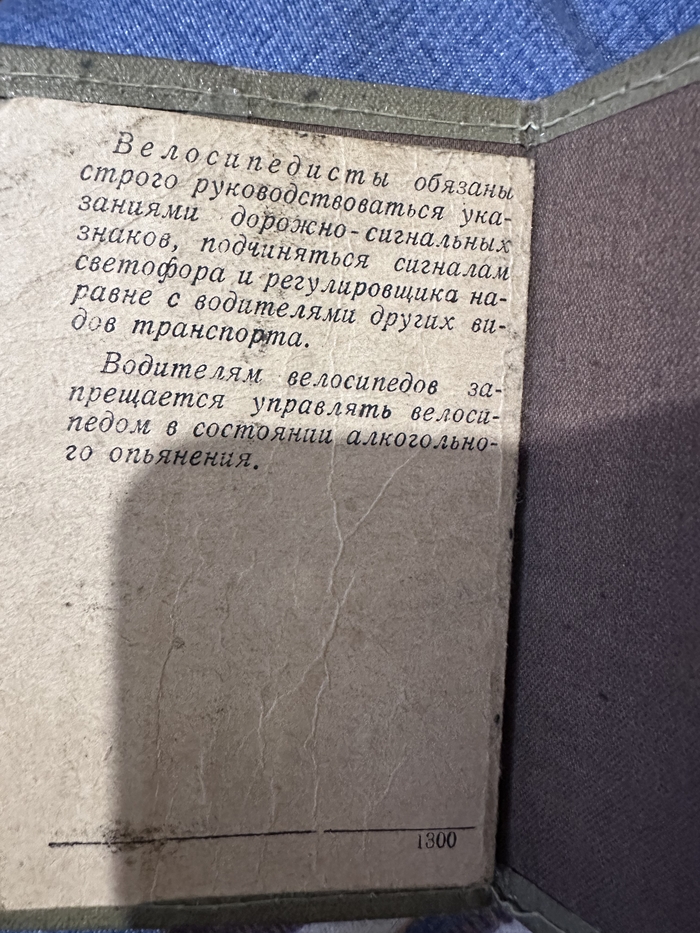 Велосипедисты обязаны
строго руководствоваться ука-
заниями дорожно-сигнальных
знаков, подчиняться сигналам
светофора и регулировщика на-
равне с водителями других ви-
дов транспорта.
Водителям велосипедов за-
прещается управлять велоси-
педом в состоянии алкогольно-
го опьянения.
1300